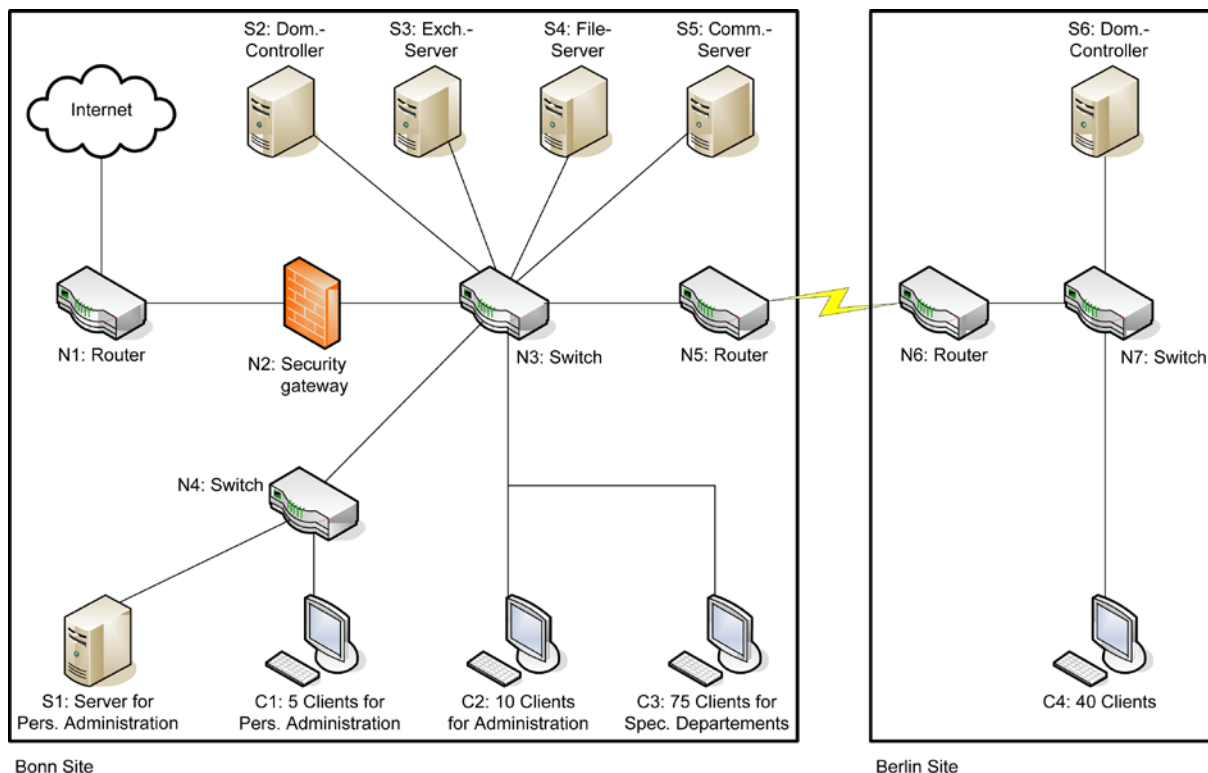 S2: Dom.-
Controller
S3: Exch.-
Server
S4: File-
Server
S5: Comm.-
Server
S6: Dom.-
Controller
Internet
N1: Router
N2: Security
gateway
N3: Switch
N5: Router
N6: Router
N7: Switch
N4: Switch
S1: Server for
Pers. Administration
C1: 5 Clients for
Pers. Administration
C2: 10 Clients
for Administration
C3: 75 Clients for
Spec. Departements
C4: 40 Clients
Bonn Site
Berlin Site